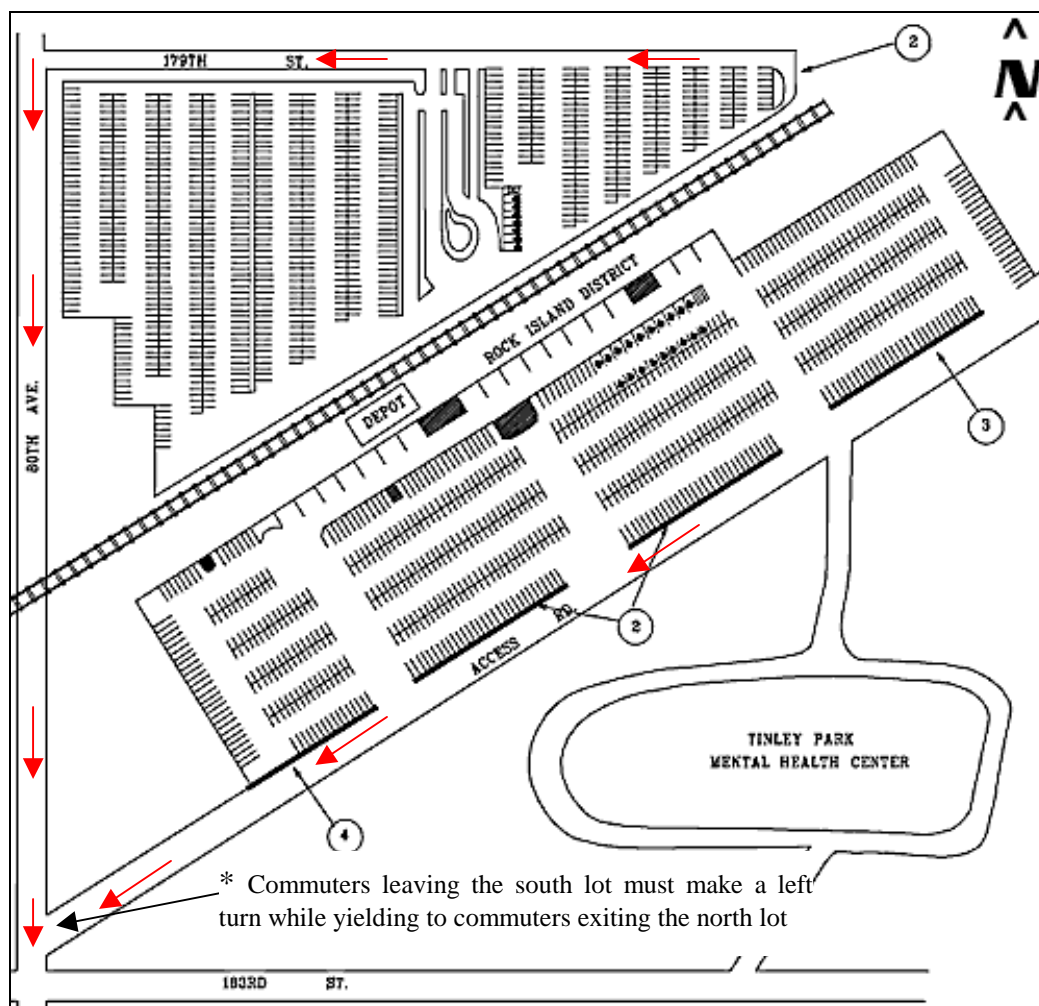 179TH ST.
2
N
80TH AVE.
ROCK ISLAND DISTRICT
DEPOT
3
2
ACCESS RD.
TINLEY PARK
MENTAL HEALTH CENTER
4
* Commuters leaving the south lot must make a left
turn while yielding to commuters exiting the north lot
183RD ST.